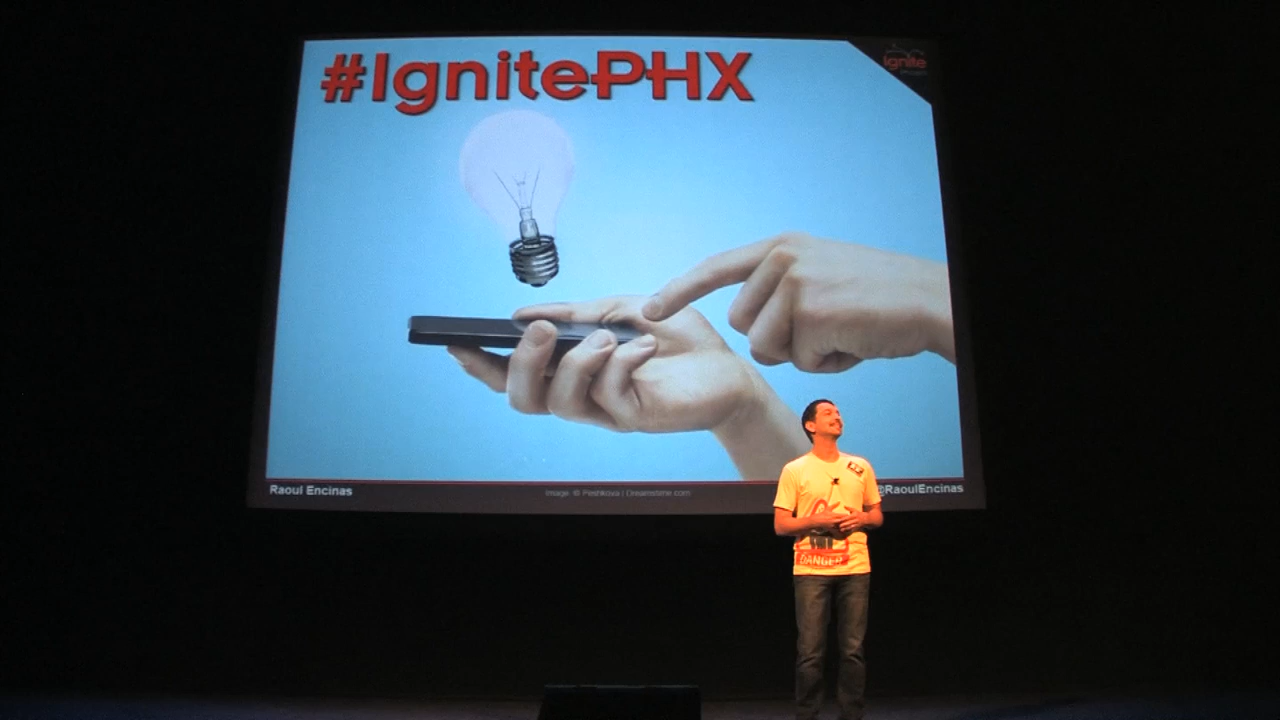 #IgnitePHX
ignite
Raoul Encinas
Image: © Peshkova | Dreamstime.com
@RaoulEncinas
DANGER